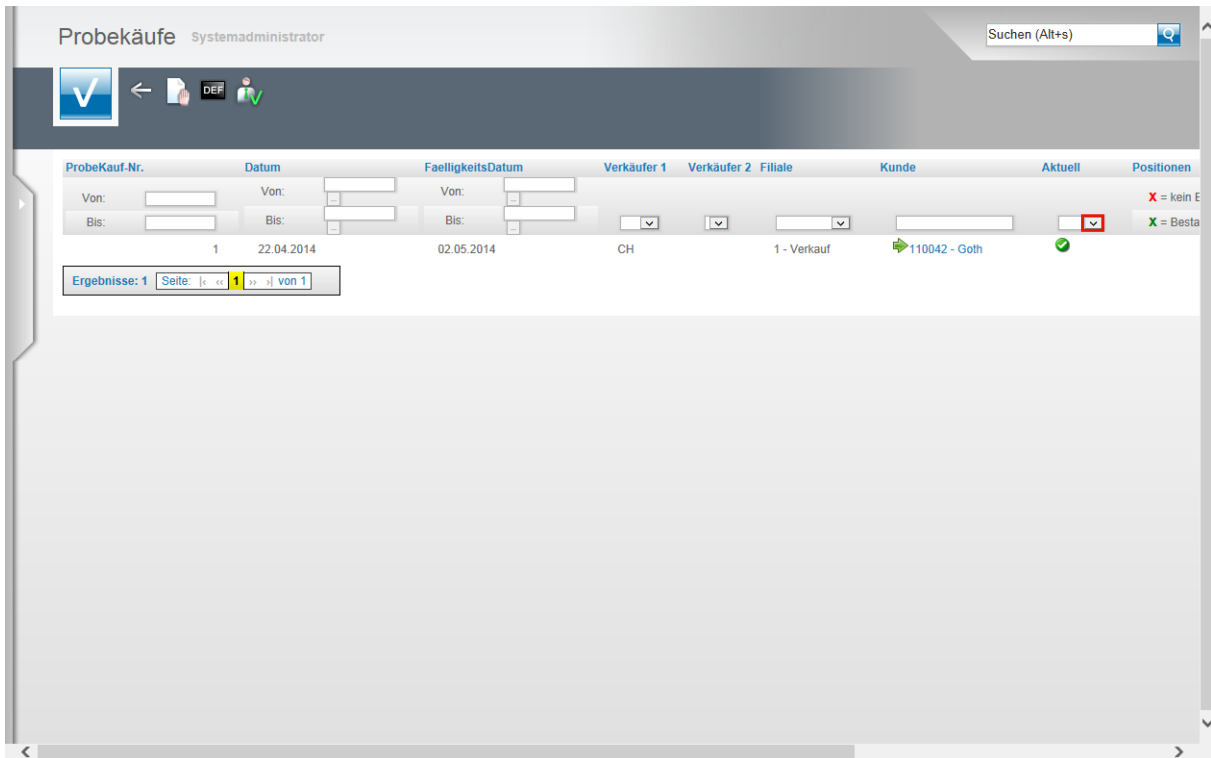 Probekäufe Systemadministrator
Suchen (Alt+s)
DEF
ProbeKauf-Nr. Datum FaelligkeitsDatum Verkäufer 1 Verkäufer 2 Filiale Kunde Aktuell Positionen
Von: Von: ... Von: ... X = kein E
Bis: Bis: ... Bis: ... X = Besta
1 22.04.2014 02.05.2014 CH 1 - Verkauf 110042 - Goth
Ergebnisse: 1 Seite: |‹ ‹‹ 1 ›› ›| von 1